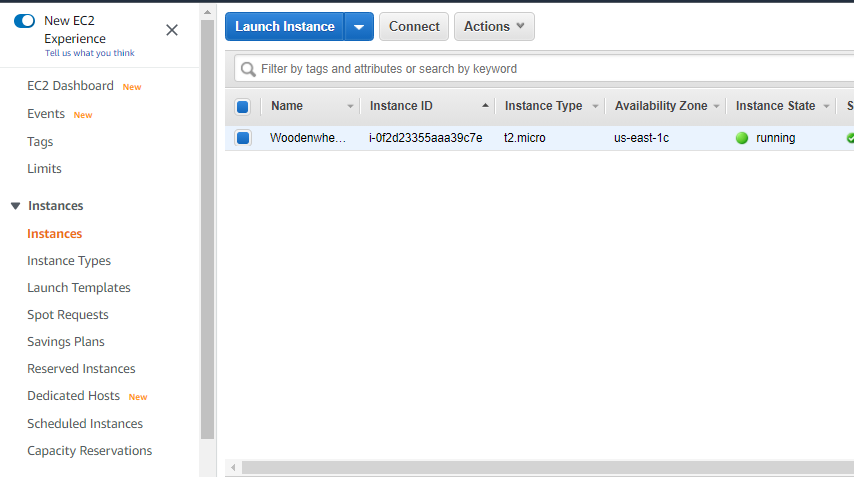 New EC2
Experience
Tell us what you think
EC2 Dashboard New
Events New
Tags
Limits
Instances
Instances
Instance Types
Launch Templates
Spot Requests
Savings Plans
Reserved Instances
Dedicated Hosts New
Scheduled Instances
Capacity Reservations
Launch Instance Connect Actions
Filter by tags and attributes or search by keyword
Name Instance ID Instance Type Availability Zone Instance State S
Woodenwhe... i-0f2d23355aaa39c7e t2.micro us-east-1c running